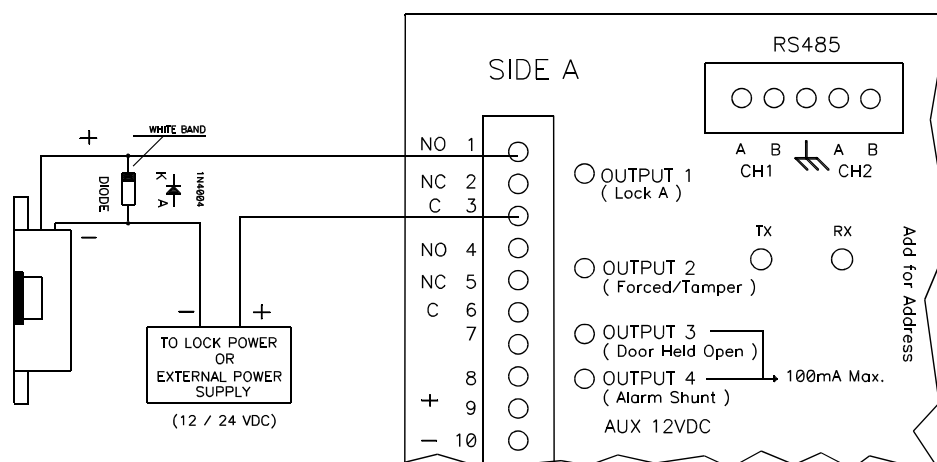 SIDE A
RS485
A B A B
CH1 CH2
WHITE BAND
+
K
A
1N4004
DIODE
−
− +
TO LOCK POWER
OR
EXTERNAL POWER
SUPPLY
(12 / 24 VDC)
NO 1
NC 2
C 3
NO 4
NC 5
C 6
7
8
+ 9
− 10
OUTPUT 1
( Lock A )
OUTPUT 2
( Forced/Tamper )
OUTPUT 3
( Door Held Open )
OUTPUT 4
( Alarm Shunt )
100mA Max.
AUX 12VDC
Tx Rx
Add for Address